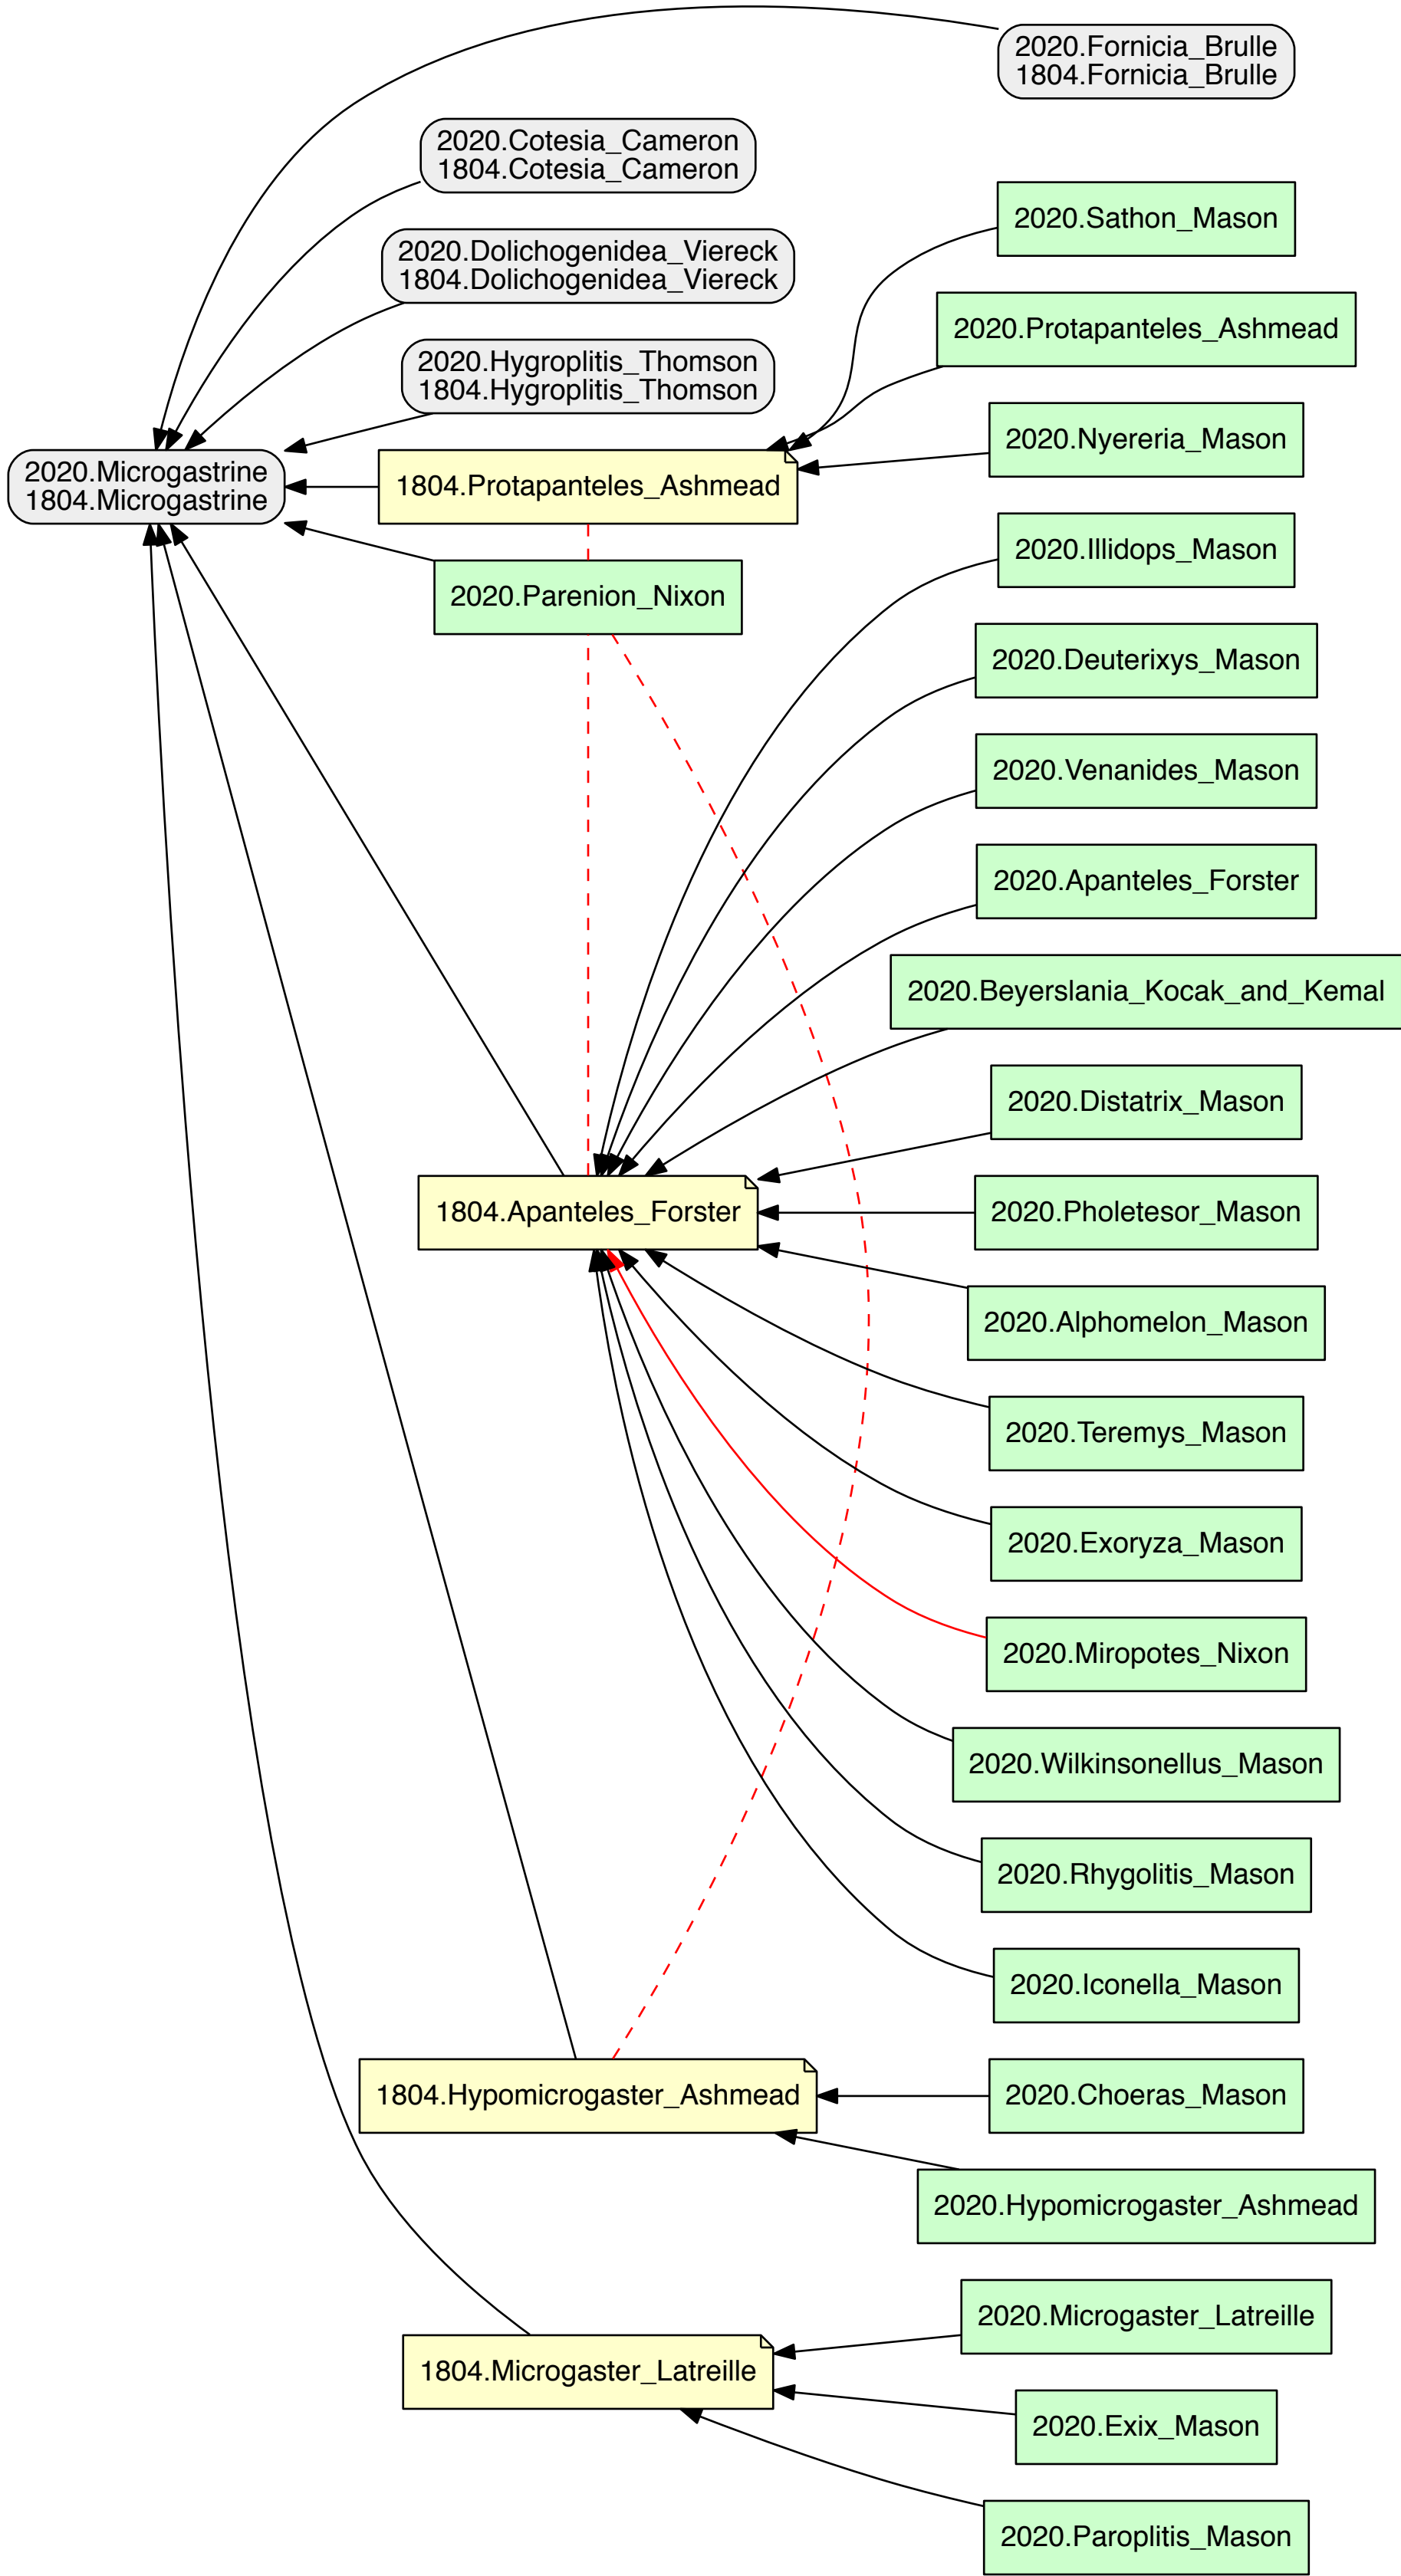 2020.Fornicia_Brulle
1804.Fornicia_Brulle
2020.Cotesia_Cameron
1804.Cotesia_Cameron
2020.Sathon_Mason
2020.Dolichogenidea_Viereck
1804.Dolichogenidea_Viereck
2020.Protapanteles_Ashmead
2020.Hygroplitis_Thomson
1804.Hygroplitis_Thomson
2020.Nyereria_Mason
2020.Microgastrine
1804.Microgastrine
1804.Protapanteles_Ashmead
2020.Illidops_Mason
2020.Parenion_Nixon
2020.Deuterixys_Mason
2020.Venanides_Mason
2020.Apanteles_Forster
2020.Beyerslania_Kocak_and_Kemal
2020.Distatrix_Mason
1804.Apanteles_Forster
2020.Pholetesor_Mason
2020.Alphomelon_Mason
2020.Teremys_Mason
2020.Exoryza_Mason
2020.Miropotes_Nixon
2020.Wilkinsonellus_Mason
2020.Rhygolitis_Mason
2020.Iconella_Mason
1804.Hypomicrogaster_Ashmead
2020.Choeras_Mason
2020.Hypomicrogaster_Ashmead
2020.Microgaster_Latreille
1804.Microgaster_Latreille
2020.Exix_Mason
2020.Paroplitis_Mason